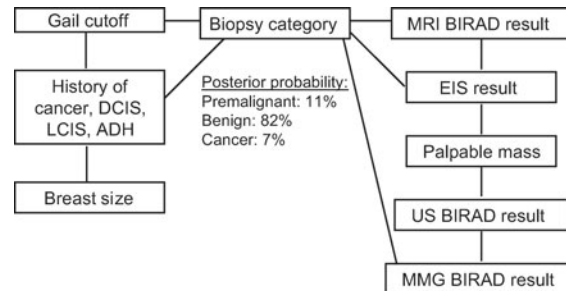 Gail cutoff
Biopsy category
MRI BIRAD result
History of
cancer, DCIS,
LCIS, ADH
Posterior probability:
Premalignant: 11%
Benign: 82%
Cancer: 7%
EIS result
Palpable mass
Breast size
US BIRAD result
MMG BIRAD result